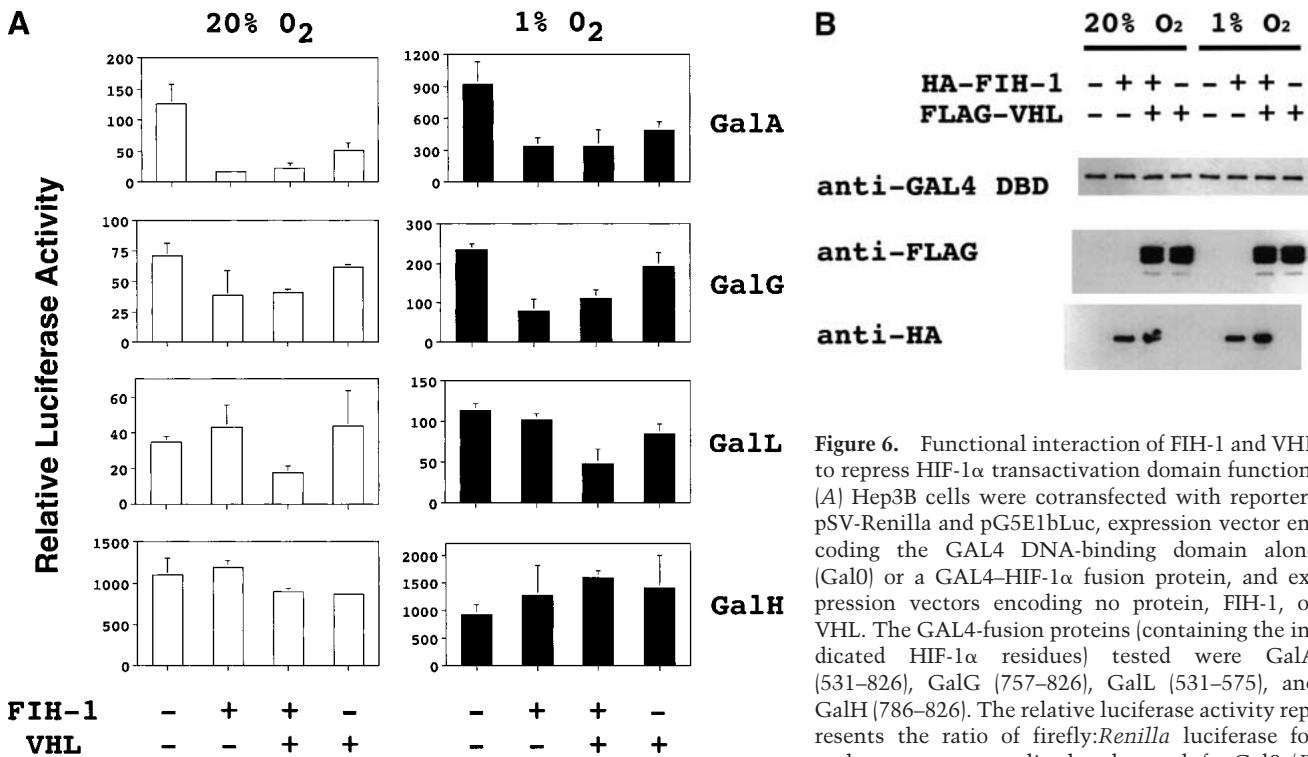 A
20% O2
1% O2
Relative Luciferase Activity
200
150
100
50
0
1200
900
600
300
0
GalA
100
75
50
25
0
300
200
100
0
GalG
60
40
20
0
150
100
50
0
GalL
1500
1000
500
0
2000
1500
1000
500
0
GalH
FIH-1 - + + - - + + -
VHL - - + + - - + +
B
20% O2 1% O2
HA-FIH-1 - + + - - + + -
FLAG-VHL - - + + - - + +
anti-GAL4 DBD
anti-FLAG
anti-HA
Figure 6. Functional interaction of FIH-1 and VHL
to repress HIF-1α transactivation domain function
(A) Hep3B cells were cotransfected with reporter
pSV-Renilla and pG5E1bLuc, expression vector en
coding the GAL4 DNA-binding domain alon
(Gal0) or a GAL4–HIF-1α fusion protein, and ex
pression vectors encoding no protein, FIH-1, o
VHL. The GAL4-fusion proteins (containing the in
dicated HIF-1α residues) tested were GalA
(531–826), GalG (757–826), GalL (531–575), and
GalH (786–826). The relative luciferase activity rep
resents the ratio of firefly:Renilla luciferase fo